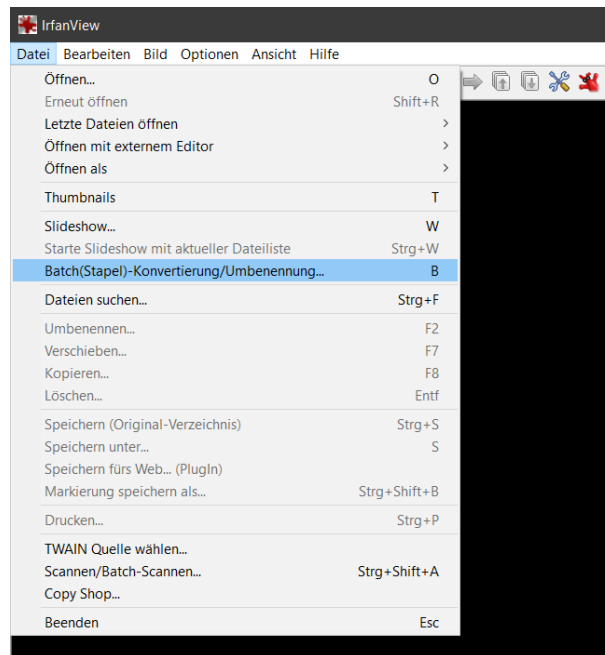 IrfanView
Datei Bearbeiten Bild Optionen Ansicht Hilfe
Öffnen... O
Erneut öffnen Shift+R
Letzte Dateien öffnen
Öffnen mit externem Editor
Öffnen als
Thumbnails T
Slideshow... W
Starte Slideshow mit aktueller Dateiliste Strg+W
Batch(Stapel)-Konvertierung/Umbenennung... B
Dateien suchen... Strg+F
Umbenennen... F2
Verschieben... F7
Kopieren... F8
Löschen... Entf
Speichern (Original-Verzeichnis) Strg+S
Speichern unter... S
Speichern fürs Web... (PlugIn)
Markierung speichern als... Strg+Shift+B
Drucken... Strg+P
TWAIN Quelle wählen...
Scannen/Batch-Scannen... Strg+Shift+A
Copy Shop...
Beenden Esc